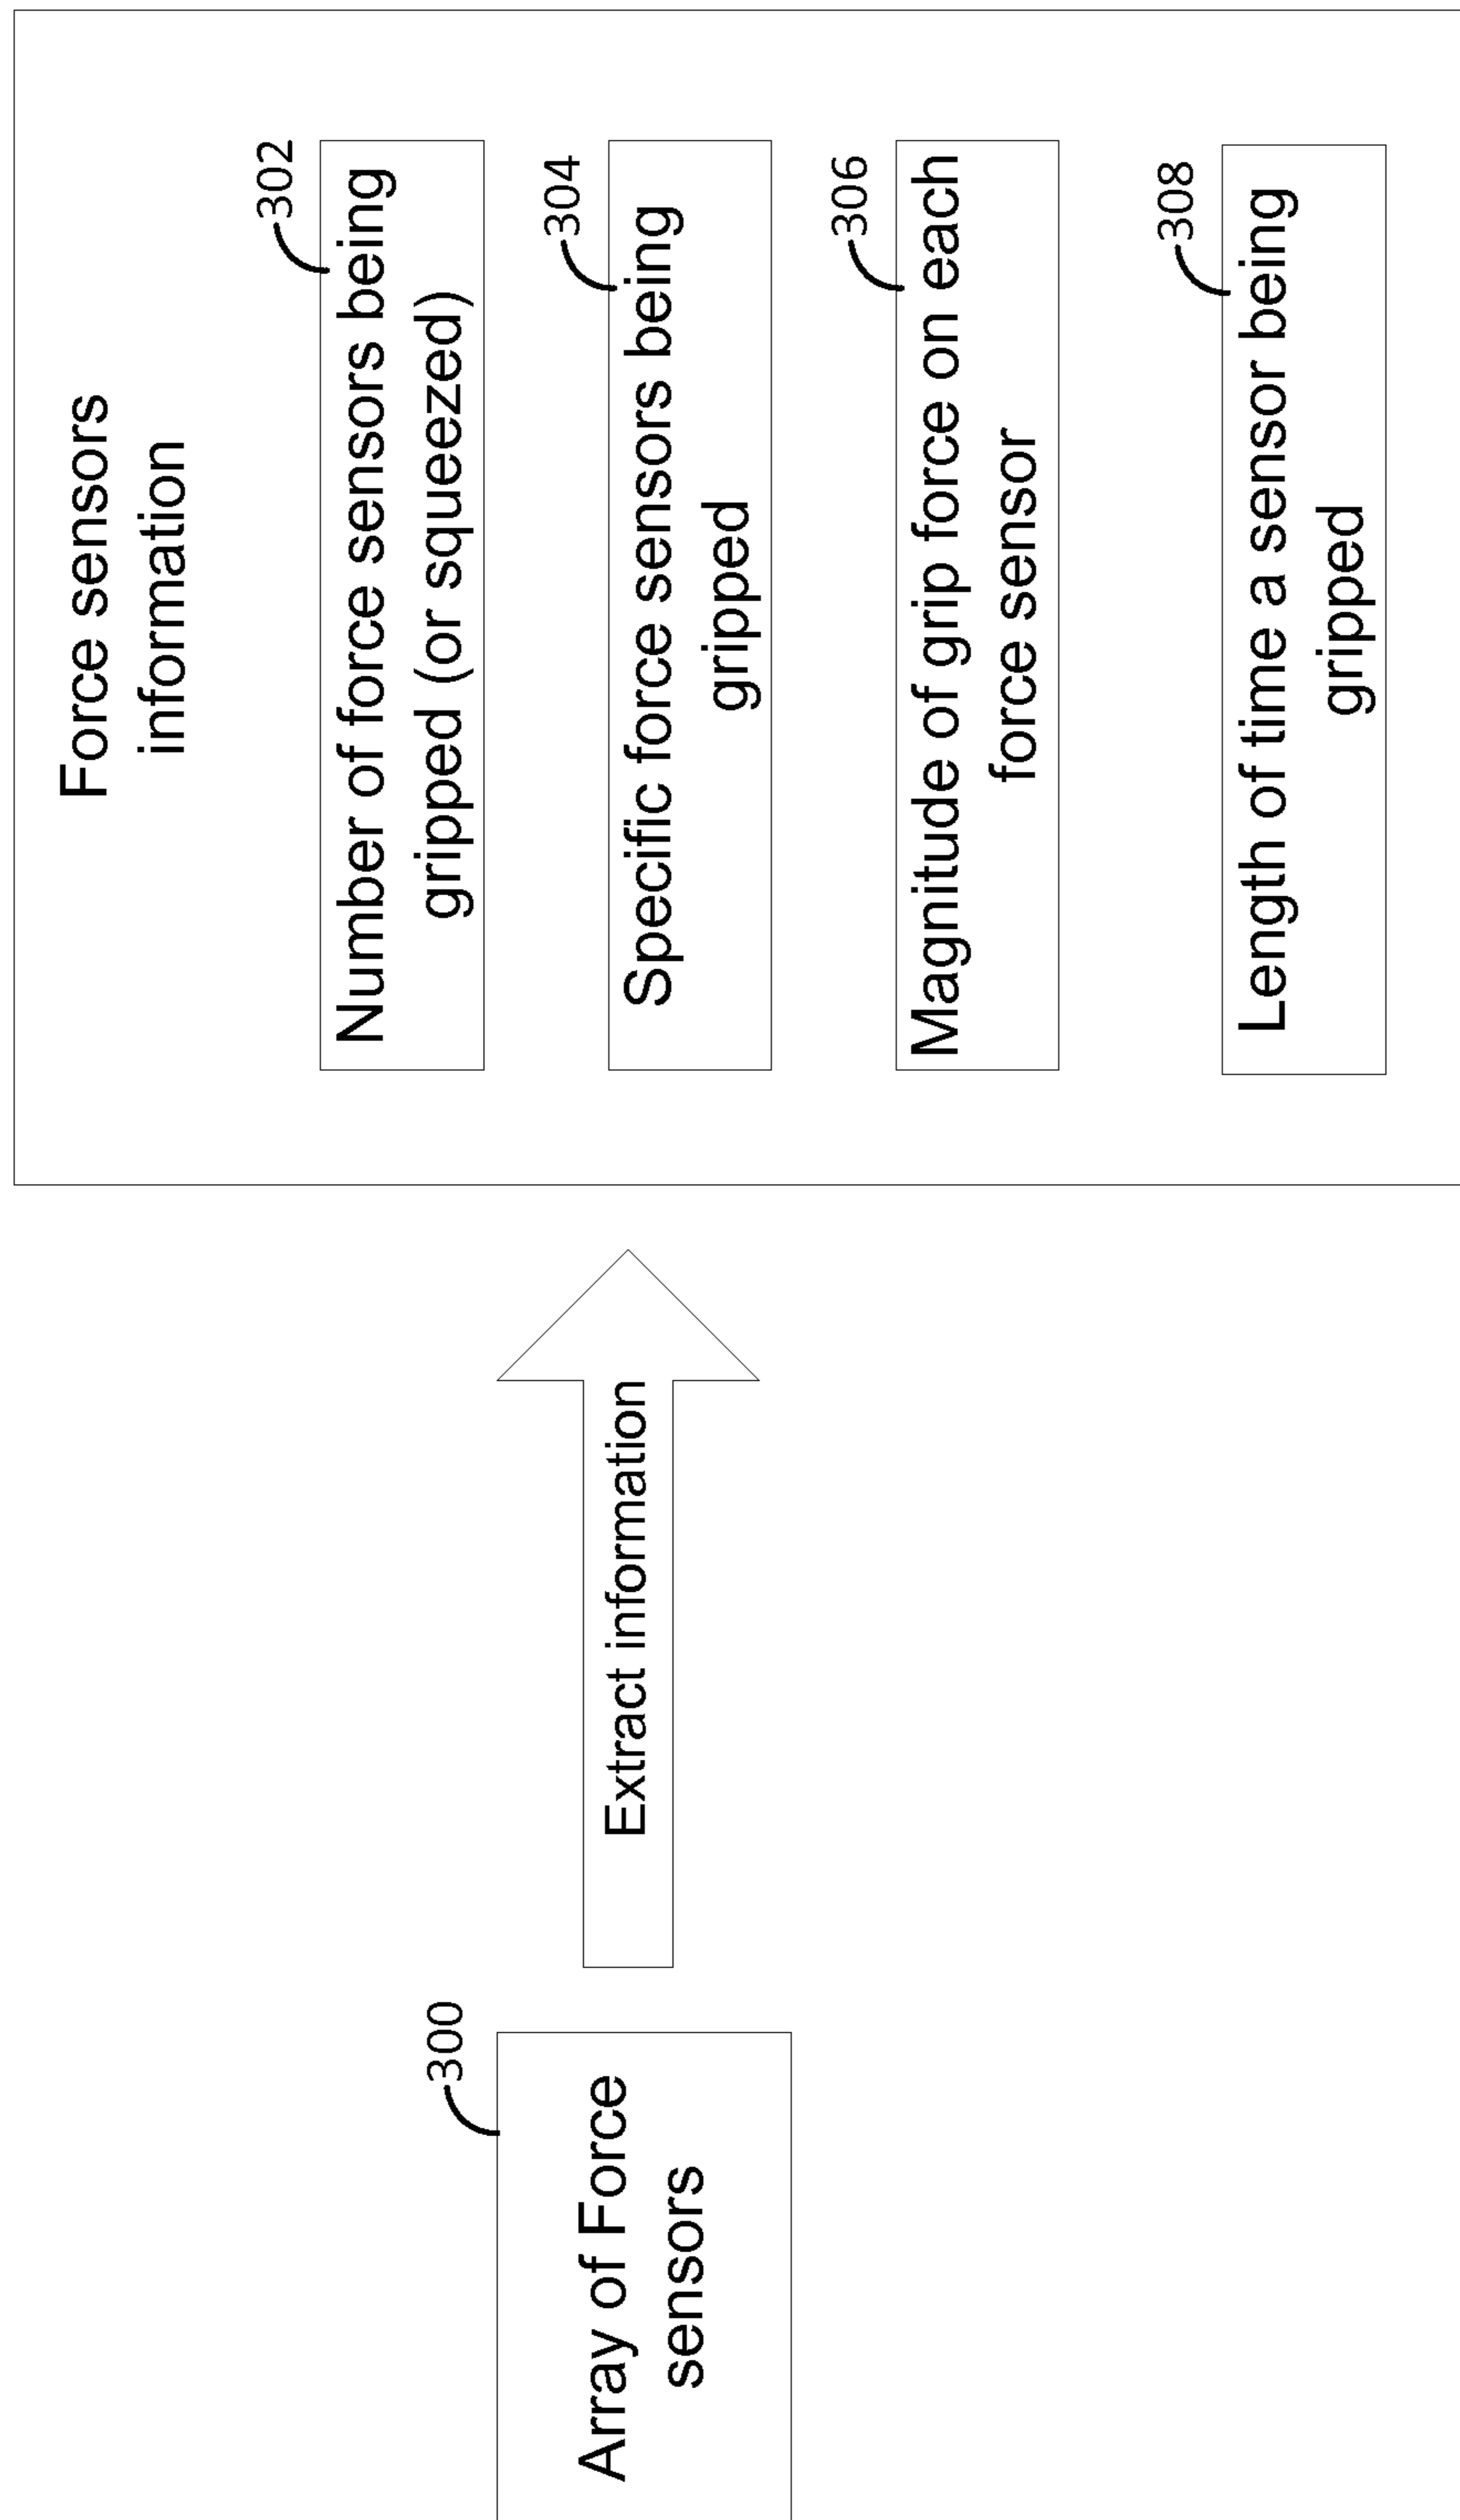 300
Array of Force
sensors
Extract information
Force sensors
information
302
Number of force sensors being
gripped (or squeezed)
304
Specific force sensors being
gripped
306
Magnitude of grip force on each
force sensor
308
Length of time a sensor being
gripped